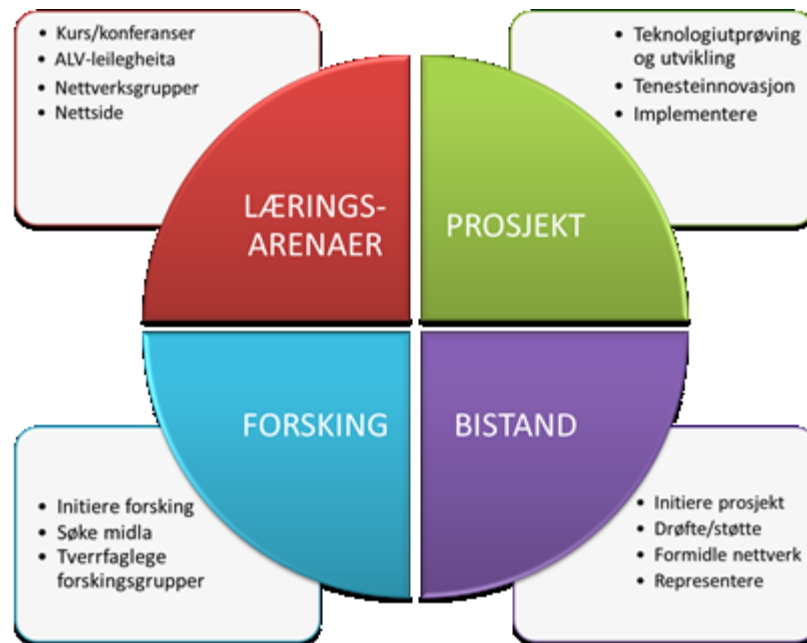 • Kurs/konferanser
• ALV-leilegheita
• Nettverksgrupper
• Nettside
• Teknologiutprøving
og utvikling
• Tenesteinnovasjon
• Implementere
LÆRINGS-
ARENAER
PROSJEKT
FORSKING
BISTAND
• Initiere forsking
• Søke midla
• Tverrfaglege
forskingsgrupper
• Initiere prosjekt
• Drøfte/støtte
• Formidle nettverk
• Representere